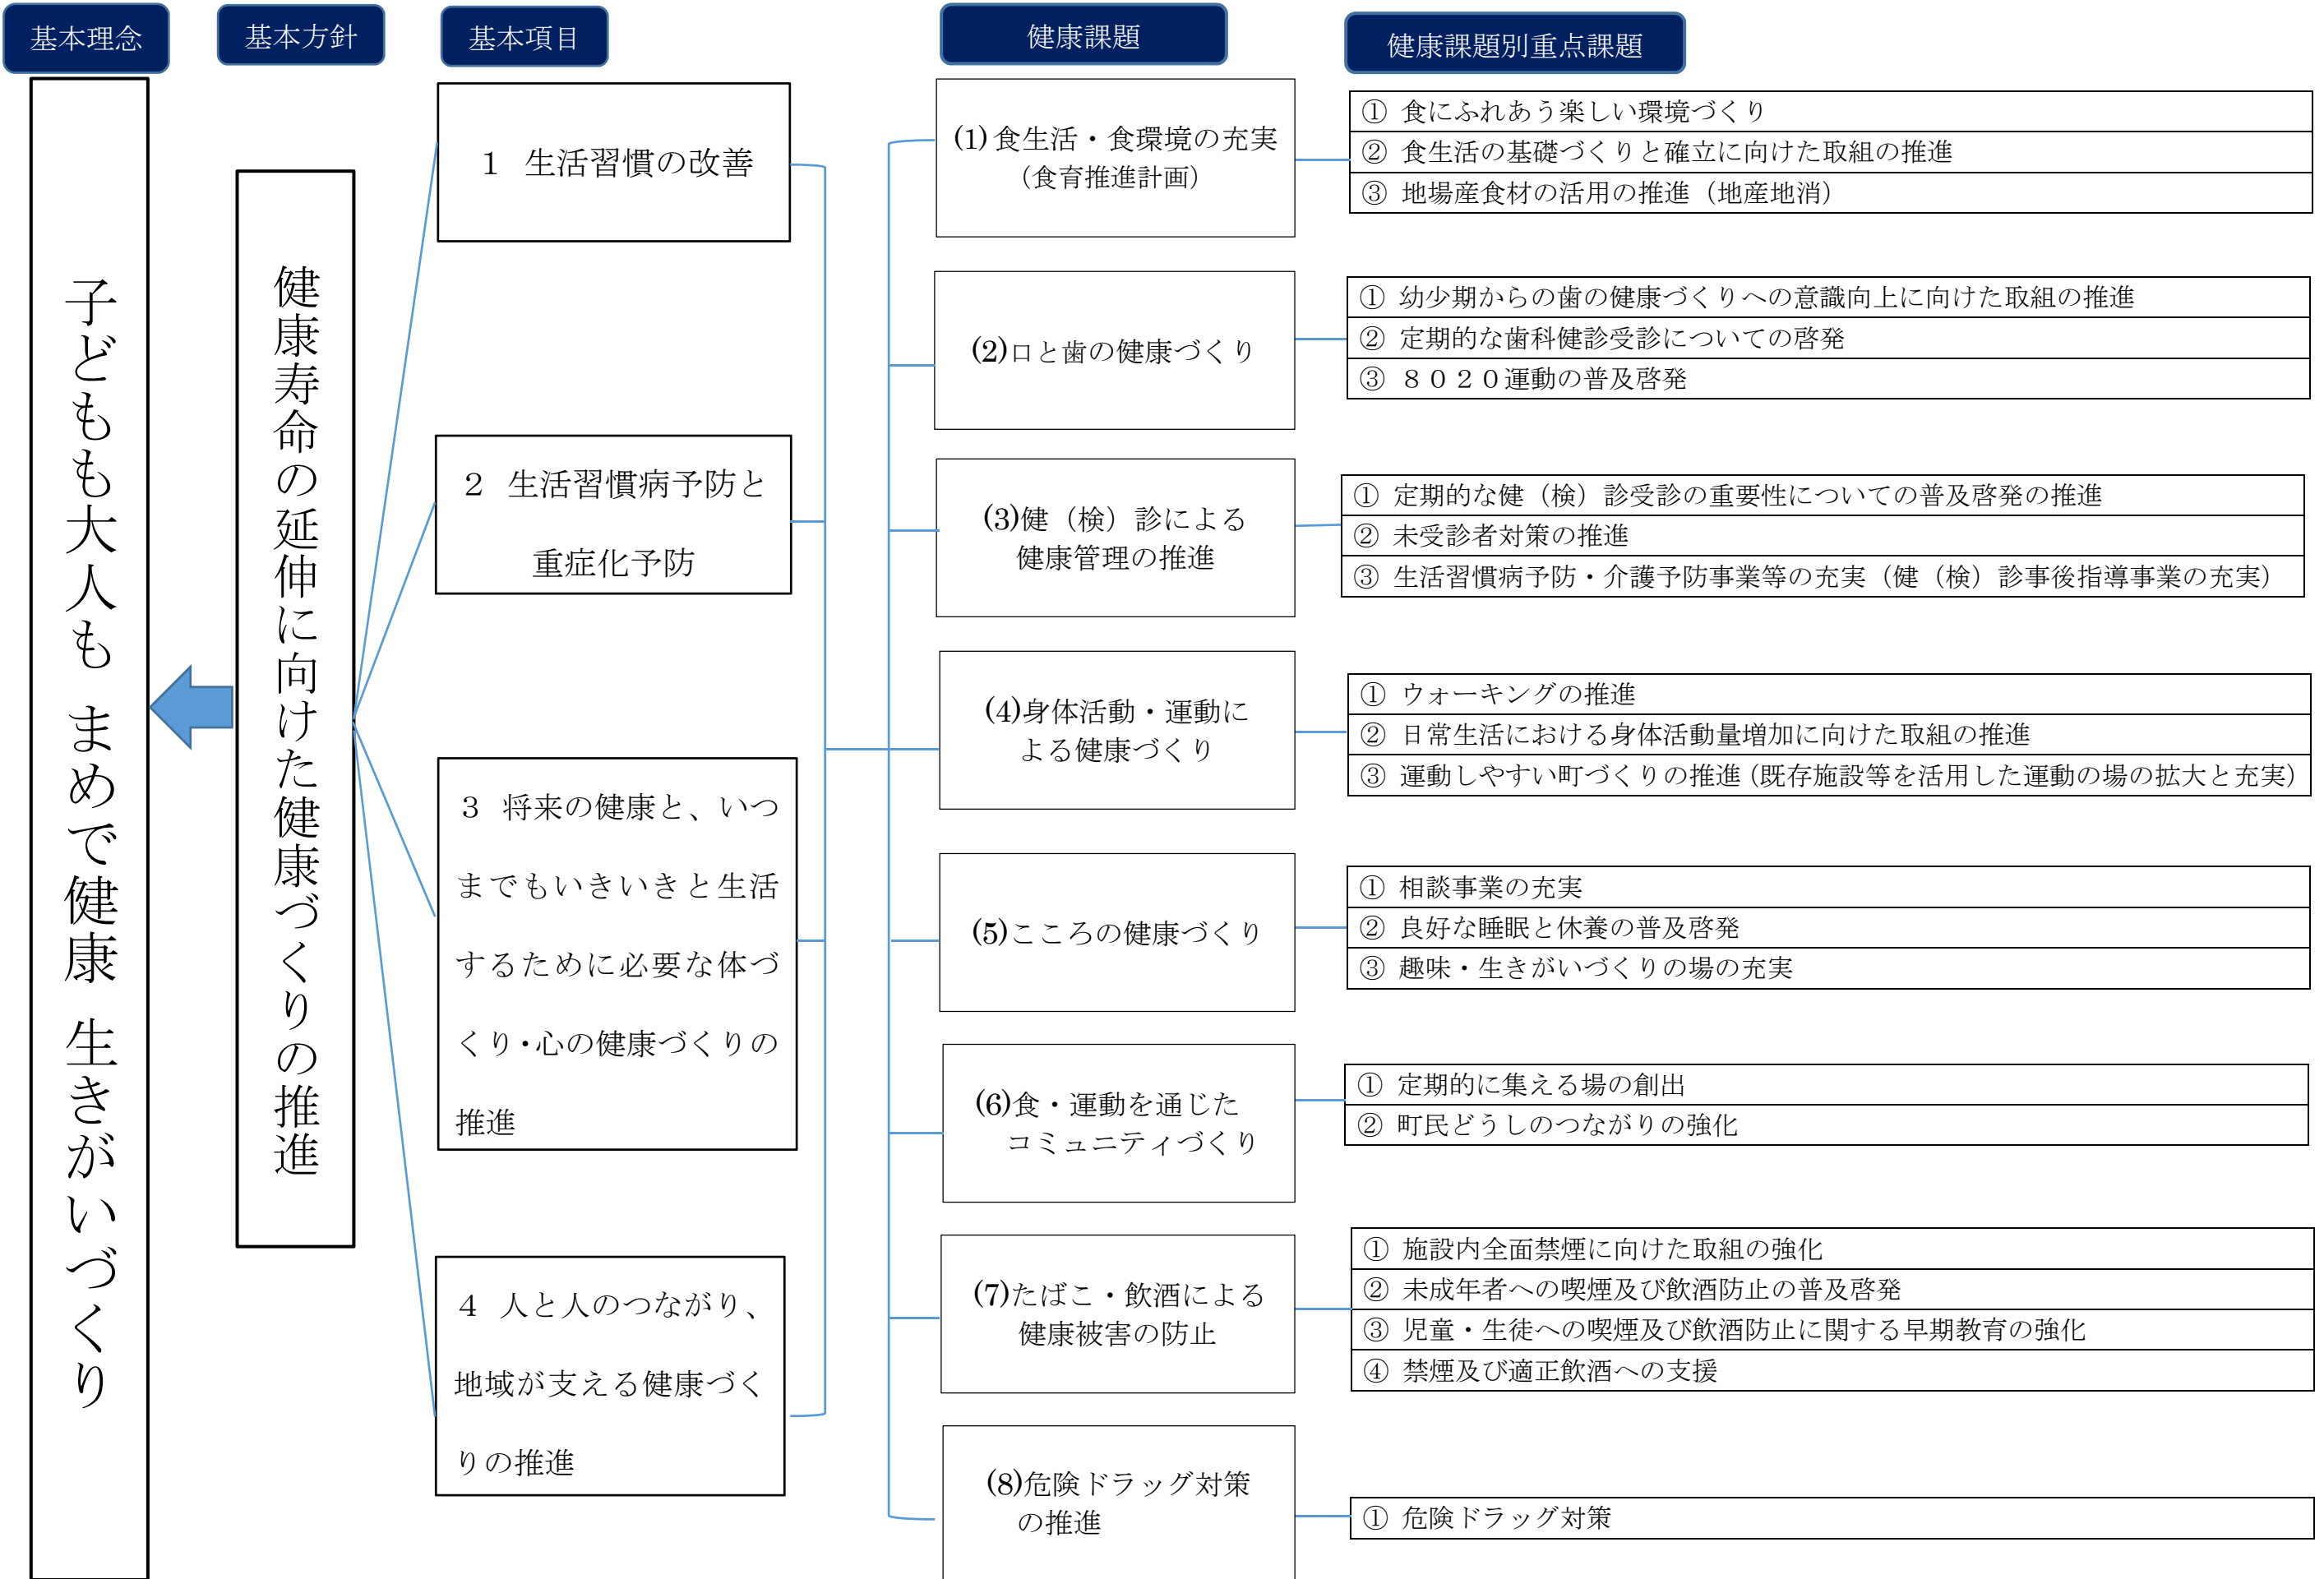 基本理念
基本方針
基本項目
健康課題
健康課題別重点課題
子どもも大人も まめで健康 生きがいづくり
健康寿命の延伸に向けた健康づくりの推進
１ 生活習慣の改善
２ 生活習慣病予防と
重症化予防
３ 将来の健康と、いつ
までもいきいきと生活
するために必要な体づ
くり・心の健康づくりの
推進
４ 人と人のつながり、
地域が支える健康づく
りの推進
(1)食生活・食環境の充実
（食育推進計画）
① 食にふれあう楽しい環境づくり
② 食生活の基礎づくりと確立に向けた取組の推進
③ 地場産食材の活用の推進（地産地消）
(2)口と歯の健康づくり
① 幼少期からの歯の健康づくりへの意識向上に向けた取組の推進
② 定期的な歯科健診受診についての啓発
③ ８０２０運動の普及啓発
(3)健（検）診による
健康管理の推進
① 定期的な健（検）診受診の重要性についての普及啓発の推進
② 未受診者対策の推進
③ 生活習慣病予防・介護予防事業等の充実（健（検）診事後指導事業の充実）
(4)身体活動・運動に
よる健康づくり
① ウォーキングの推進
② 日常生活における身体活動量増加に向けた取組の推進
③ 運動しやすい町づくりの推進（既存施設等を活用した運動の場の拡大と充実）
(5)こころの健康づくり
① 相談事業の充実
② 良好な睡眠と休養の普及啓発
③ 趣味・生きがいづくりの場の充実
(6)食・運動を通じた
コミュニティづくり
① 定期的に集える場の創出
② 町民どうしのつながりの強化
(7)たばこ・飲酒による
健康被害の防止
① 施設内全面禁煙に向けた取組の強化
② 未成年者への喫煙及び飲酒防止の普及啓発
③ 児童・生徒への喫煙及び飲酒防止に関する早期教育の強化
④ 禁煙及び適正飲酒への支援
(8)危険ドラッグ対策
の推進
① 危険ドラッグ対策